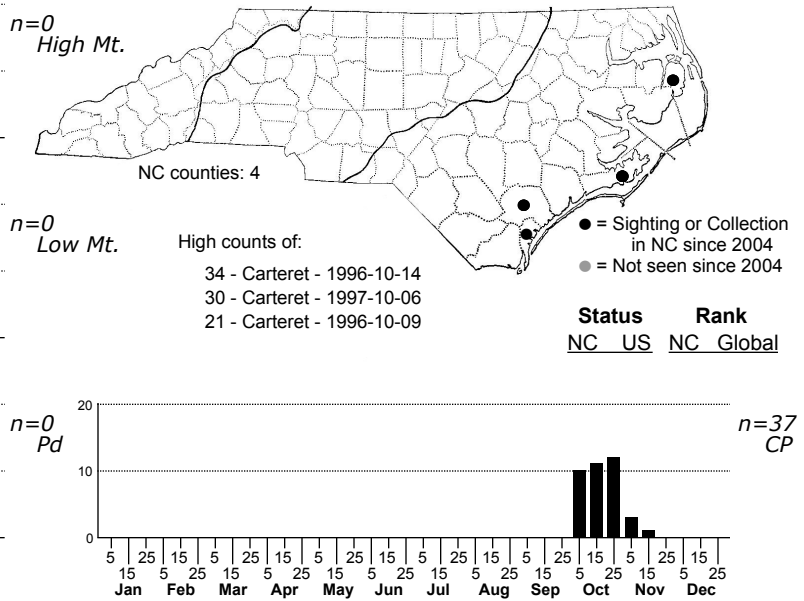 n=0
High Mt.
NC counties: 4
n=0
Low Mt.
High counts of:
34 - Carteret - 1996-10-14
30 - Carteret - 1997-10-06
21 - Carteret - 1996-10-09
● = Sighting or Collection
in NC since 2004
● = Not seen since 2004
Status Rank
NC US NC Global
n=0
Pd
n=37
CP
20
10
0
5 15 25 5 15 25 5 15 25 5 15 25 5 15 25 5 15 25 5 15 25 5 15 25 5 15 25 5 15 25 5 15 25 5 15 25
Jan Feb Mar Apr May Jun Jul Aug Sep Oct Nov Dec